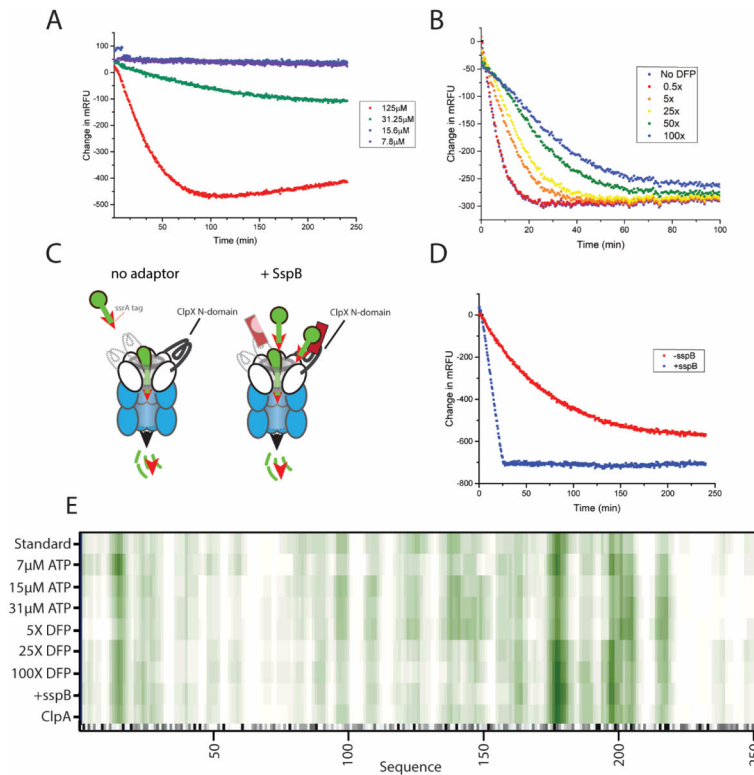 A
100
0
-100
-200
-300
-400
-500
Change in mRFU
0
50
100
150
200
250
Time (min)
125μM
31.25μM
15.6μM
7.8μM
B
0
-50
-100
-150
-200
-250
-300
-350
Change in mRFU
0
20
40
60
80
100
Time (min)
No DFP
0.5x
5x
25x
50x
100x
C
no adaptor
+ SspB
ssrA tag
ClpX N-domain
ClpX N-domain
D
0
-200
-400
-600
-800
Change in mRFU
0
50
100
150
200
250
Time (min)
-sspB
+sspB
E
Standard
7μM ATP
15μM ATP
31μM ATP
5X DFP
25X DFP
100X DFP
+sspB
ClpA
50
100
150
200
250
Sequence